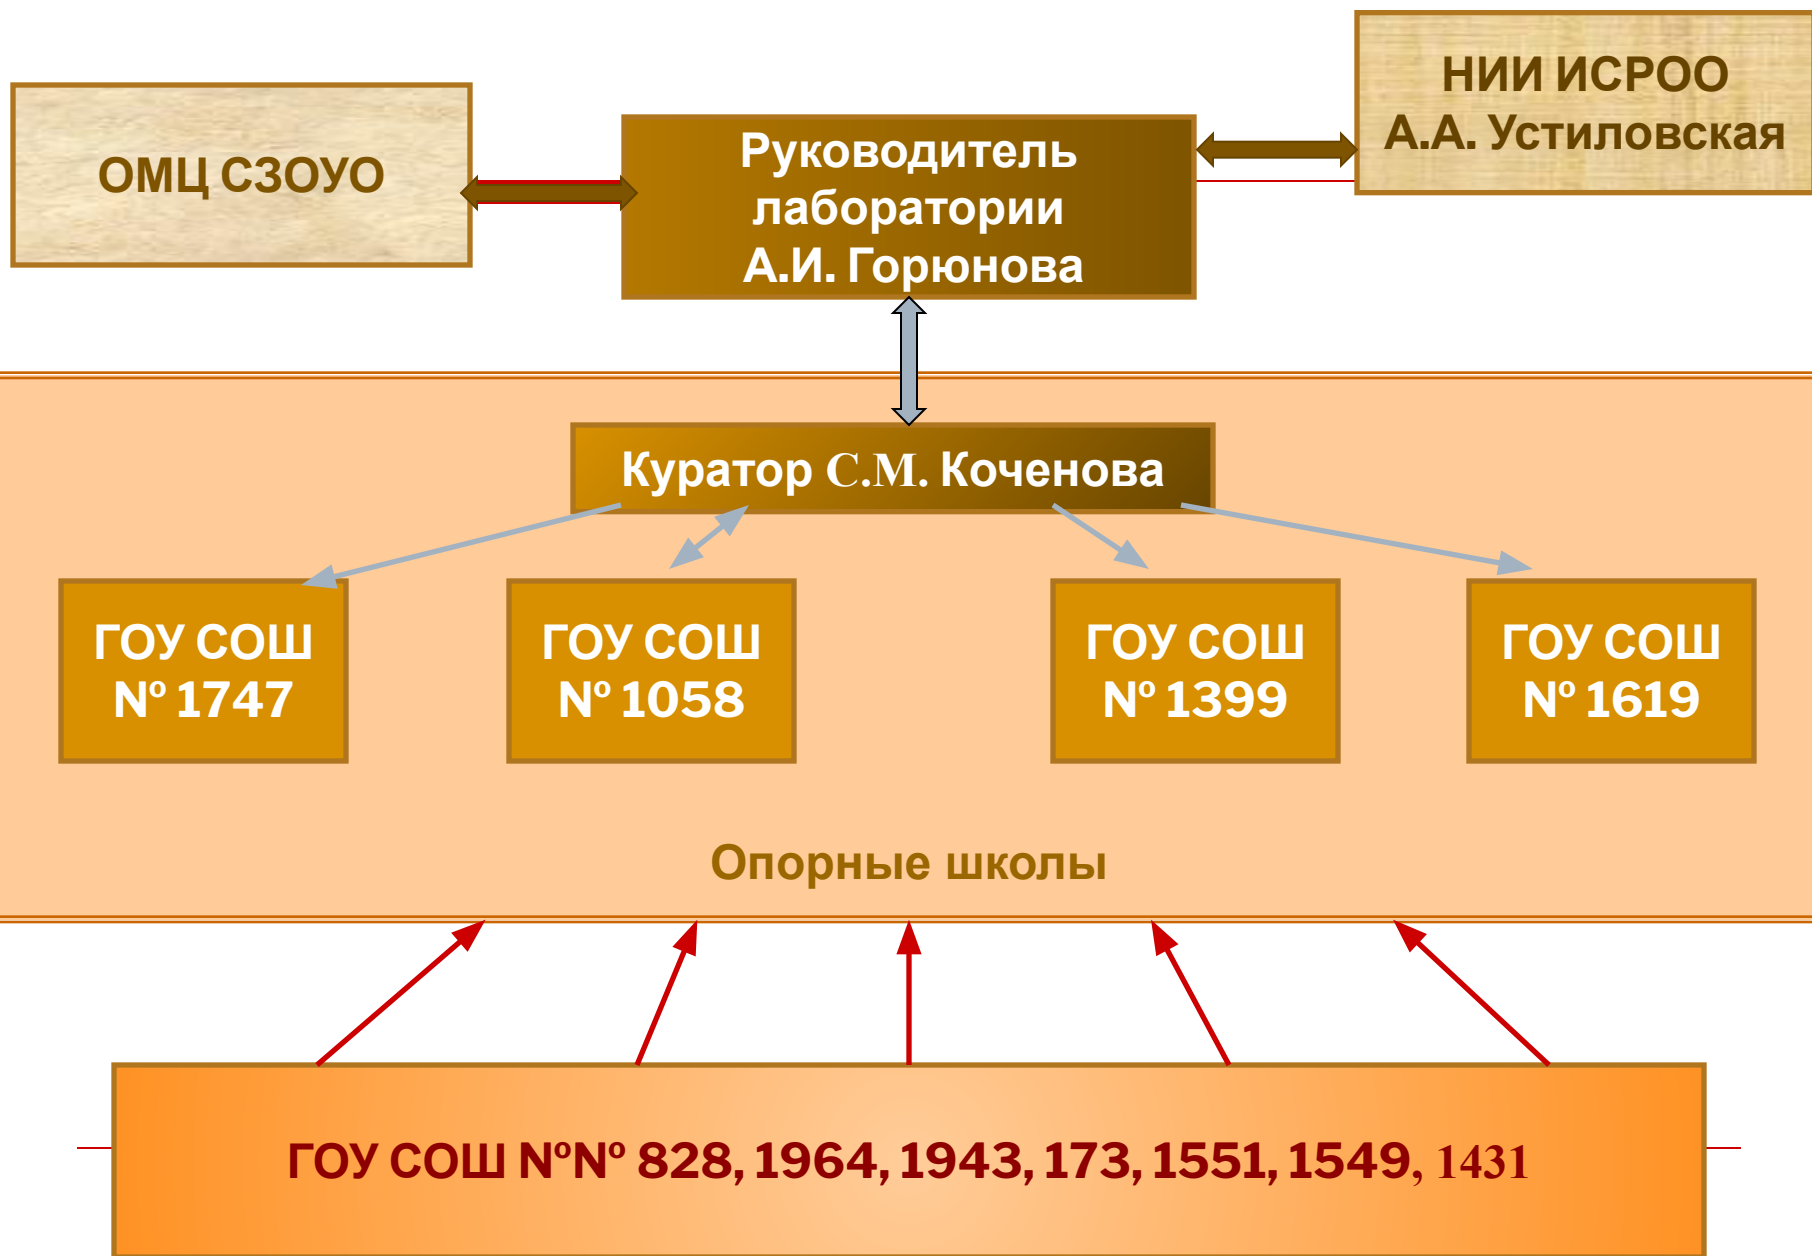 НИИ ИСРОО
А.А. Устиловская
ОМЦ СЗОУО
Руководитель
лаборатории
А.И. Горюнова
Куратор С.М. Коченова
ГОУ СОШ
Nº 1747
ГОУ СОШ
Nº 1058
ГОУ СОШ
Nº 1399
ГОУ СОШ
Nº 1619
Опорные школы
ГОУ СОШ NºNº 828, 1964, 1943, 173, 1551, 1549, 1431